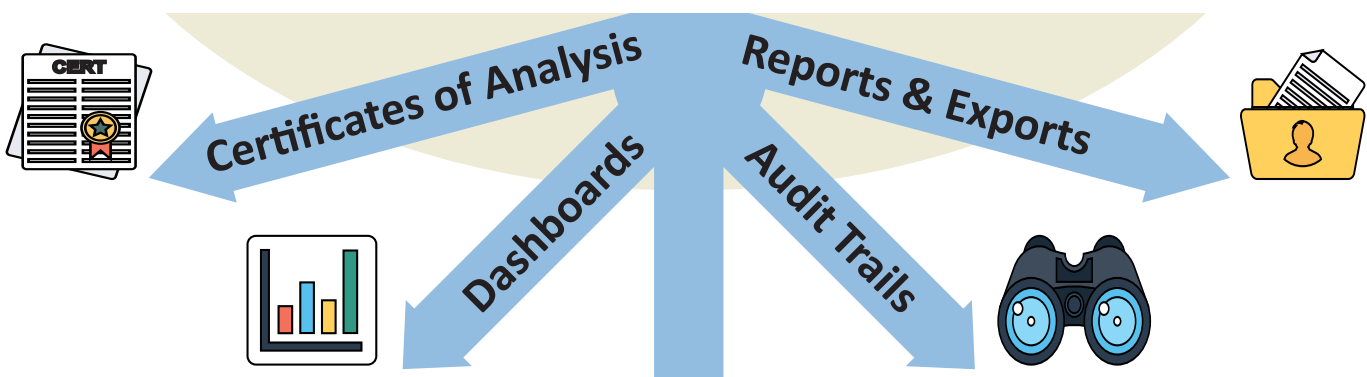 CERT
Certificates of Analysis
Reports & Exports
Dashboards
Audit Trails